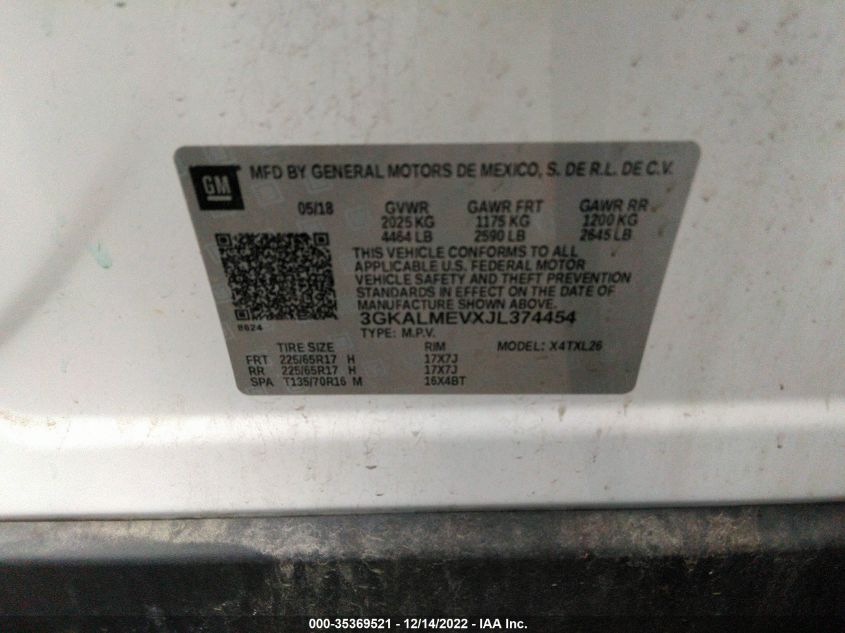 GM
MFD BY GENERAL MOTORS DE MEXICO, S. DE R.L. DE C.V.
05/18 GVWR GAWR FRT GAWR RR
2025 KG 1175 KG 1200 KG
4464 LB 2590 LB 2645 LB
THIS VEHICLE CONFORMS TO ALL
APPLICABLE U.S. FEDERAL MOTOR
VEHICLE SAFETY AND THEFT PREVENTION
STANDARDS IN EFFECT ON THE DATE OF
MANUFACTURE SHOWN ABOVE.
8624
3GKALMEVXJL374454
TYPE: M.P.V.
TIRE SIZE RIM MODEL: X4TXL26
FRT 225/65R17 H 17X7J
RR 225/65R17 H 17X7J
SPA T135/70R16 M 16X4BT
000-35369521 - 12/14/2022 - IAA Inc.